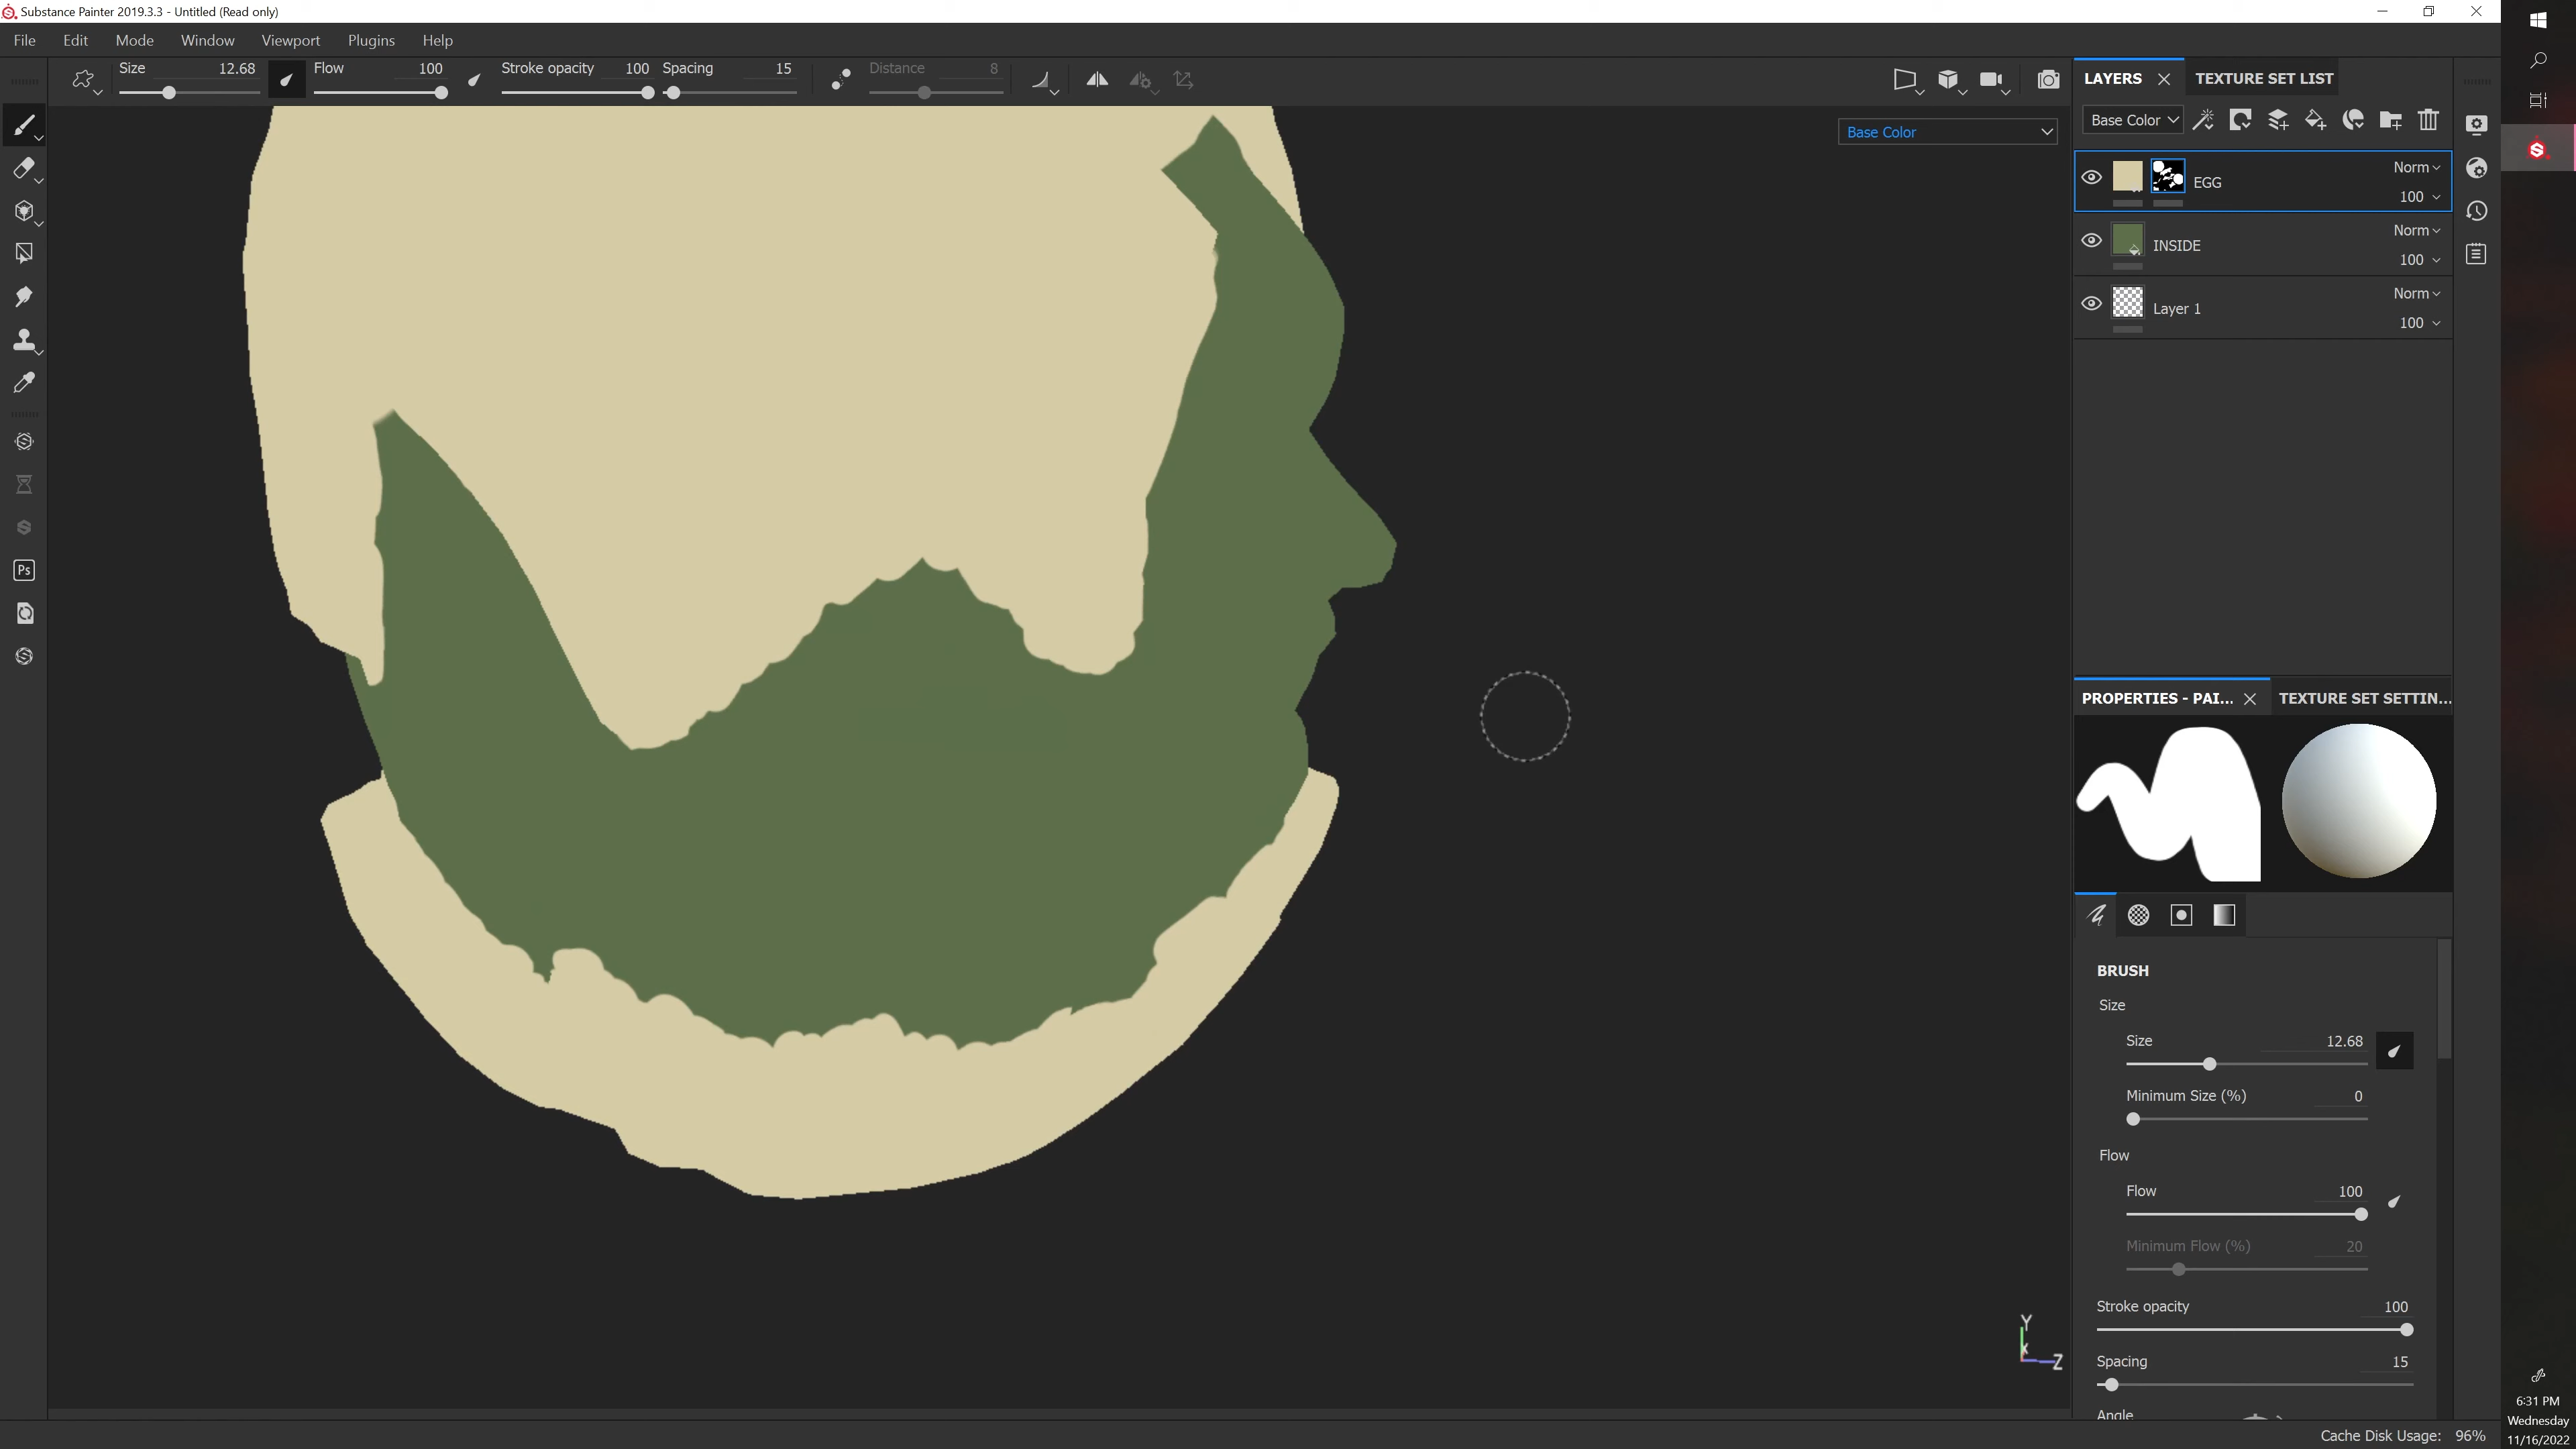 Substance Painter 2019.3.3 - Untitled (Read only)
File Edit Mode Window Viewport Plugins Help
Size 12.68 Flow 100 Stroke opacity 100 Spacing 15 Distance 8
LAYERS TEXTURE SET LIST
Base Color
Base Color
Norm
EGG
100
Norm
INSIDE
100
Norm
Layer 1
100
Ps
PROPERTIES - PAI... TEXTURE SET SETTIN...
BRUSH
Size
Size 12.68
Minimum Size (%) 0
Flow
Flow 100
Minimum Flow (%) 20
Stroke opacity 100
Spacing 15
Angle
Y
X
Z
Cache Disk Usage: 96%
6:31 PM
Wednesday
11/16/2022